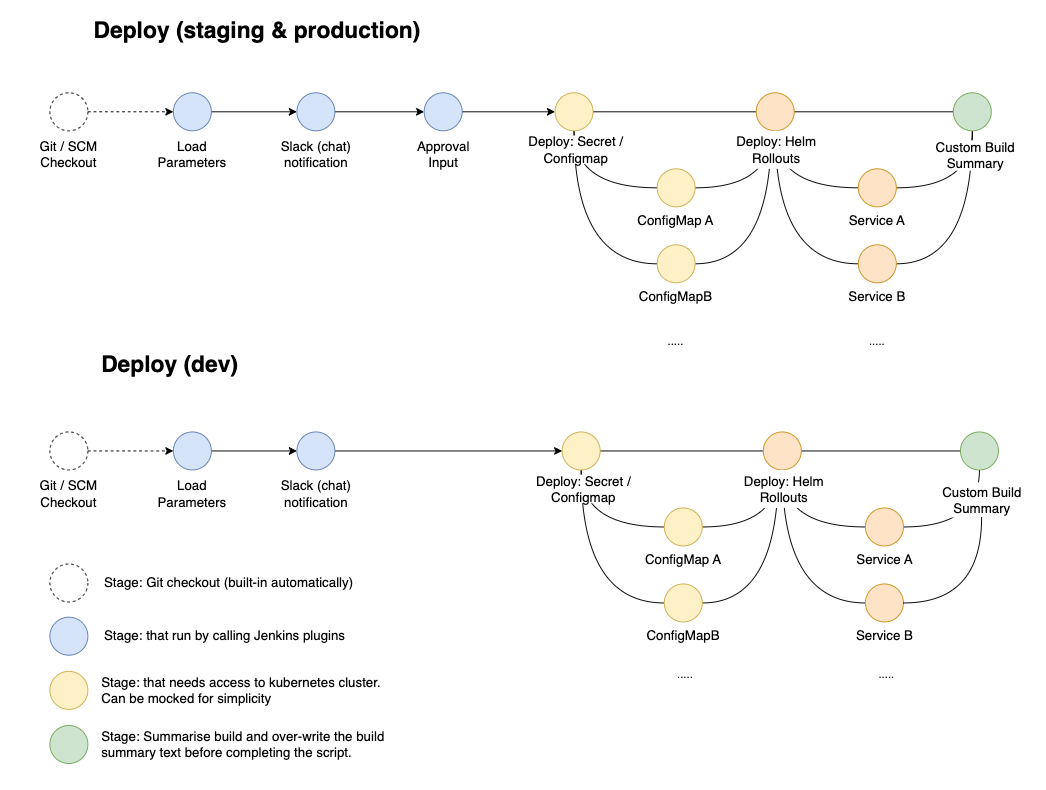 Deploy (staging & production)
Git / SCM
Checkout
Load
Parameters
Slack (chat)
notification
Approval
Input
Deploy: Secret /
Configmap
Deploy: Helm
Rollouts
Custom Build
Summary
ConfigMap A
Service A
ConfigMapB
Service B
.....
.....
Deploy (dev)
Git / SCM
Checkout
Load
Parameters
Slack (chat)
notification
Deploy: Secret /
Configmap
Deploy: Helm
Rollouts
Custom Build
Summary
ConfigMap A
Service A
ConfigMapB
Service B
.....
.....
Stage: Git checkout (built-in automatically)
Stage: that run by calling Jenkins plugins
Stage: that needs access to kubernetes cluster.
Can be mocked for simplicity
Stage: Summarise build and over-write the build
summary text before completing the script.